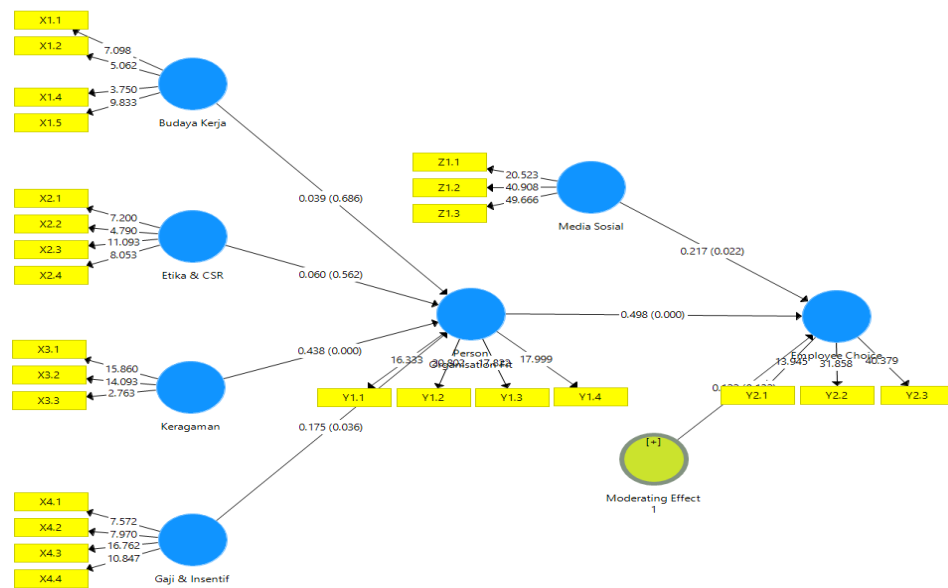 X1.1
X1.2
X1.4
X1.5
7.098
5.062
3.750
9.833
Budaya Kerja
X2.1
X2.2
X2.3
X2.4
7.200
4.790
11.093
8.053
Etika & CSR
X3.1
X3.2
X3.3
15.860
14.093
2.763
Keragaman
X4.1
X4.2
X4.3
X4.4
7.572
7.970
16.762
10.847
Gaji & Insentif
0.039 (0.686)
0.060 (0.562)
0.438 (0.000)
0.175 (0.036)
Z1.1
Z1.2
Z1.3
20.523
40.908
49.666
Media Sosial
0.217 (0.022)
0.498 (0.000)
Person
Organisation Fit
16.333
17.999
Y1.1
Y1.2
Y1.3
Y1.4
Employee Choice
13.945
31.858
40.379
Y2.1
Y2.2
Y2.3
[+]
Moderating Effect
1